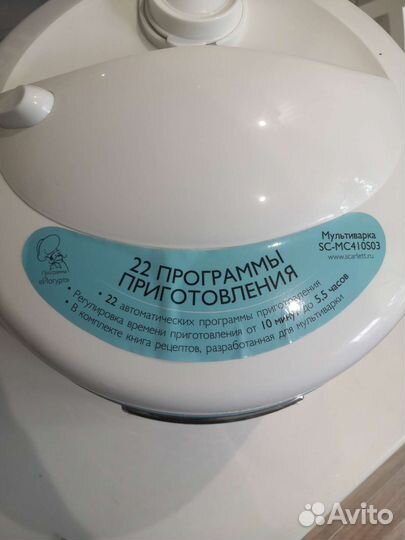 Программа
«Йогурт»
22 ПРОГРАММЫ
ПРИГОТОВЛЕНИЯ
Мультиварка
SC-MC410S03
www.scarlett.ru
• 22 автоматических программы приготовления
• Регулировка времени приготовления от 10 минут до 5,5 часов
• В комплекте книга рецептов, разработанная для мультиварки
Avito